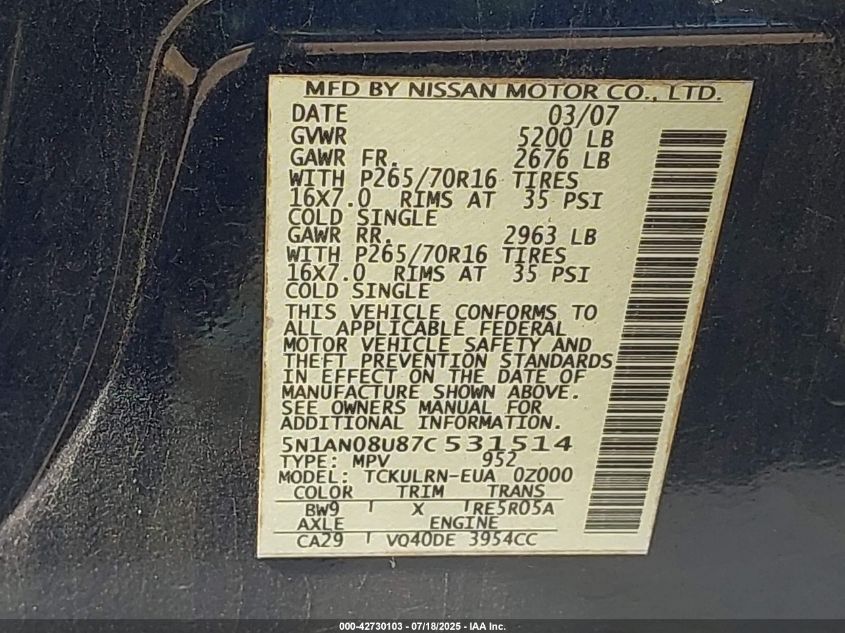 MFD BY NISSAN MOTOR CO., LTD.
DATE 03/07
GVWR 5200 LB
GAWR FR. 2676 LB
WITH P265/70R16 TIRES
16X7.0 RIMS AT 35 PSI
COLD SINGLE
GAWR RR. 2963 LB
WITH P265/70R16 TIRES
16X7.0 RIMS AT 35 PSI
COLD SINGLE
THIS VEHICLE CONFORMS TO
ALL APPLICABLE FEDERAL
MOTOR VEHICLE SAFETY AND
THEFT PREVENTION STANDARDS
IN EFFECT ON THE DATE OF
MANUFACTURE SHOWN ABOVE.
SEE OWNERS MANUAL FOR
ADDITIONAL INFORMATION.
5N1AN08U87C531514
TYPE: MPV 952
MODEL: TCKULRN-EUA 0Z000
COLOR TRIM TRANS
BW9 X RE5R05A
AXLE ENGINE
CA29 VQ40DE 3954CC
000-42730103 - 07/18/2025 - IAA Inc.